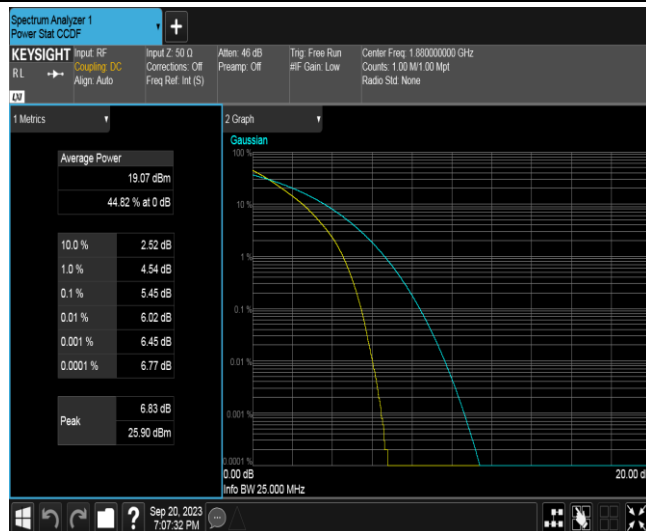 Spectrum Analyzer 1
Power Stat CCDF
+
KEYSIGHT
RL
Input: RF
Coupling: DC
Align: Auto
Input Z: 50 Ω
Corrections: Off
Freq Ref: Int (S)
Atten: 46 dB
Preamp: Off
Trig: Free Run
#IF Gain: Low
Center Freq: 1.880000000 GHz
Counts: 1.00 M/1.00 Mpt
Radio Std: None
1 Metrics
Average Power
19.07 dBm
44.82 % at 0 dB
10.0 % 2.52 dB
1.0 % 4.54 dB
0.1 % 5.45 dB
0.01 % 6.02 dB
0.001 % 6.45 dB
0.0001 % 6.77 dB
Peak
6.83 dB
25.90 dBm
2 Graph
Gaussian
100 %
10 %
1 %
0.1 %
0.01 %
0.001 %
0.0001 %
0.00 dB
20.00 d
Info BW 25.000 MHz
?
Sep 20, 2023
7:07:32 PM